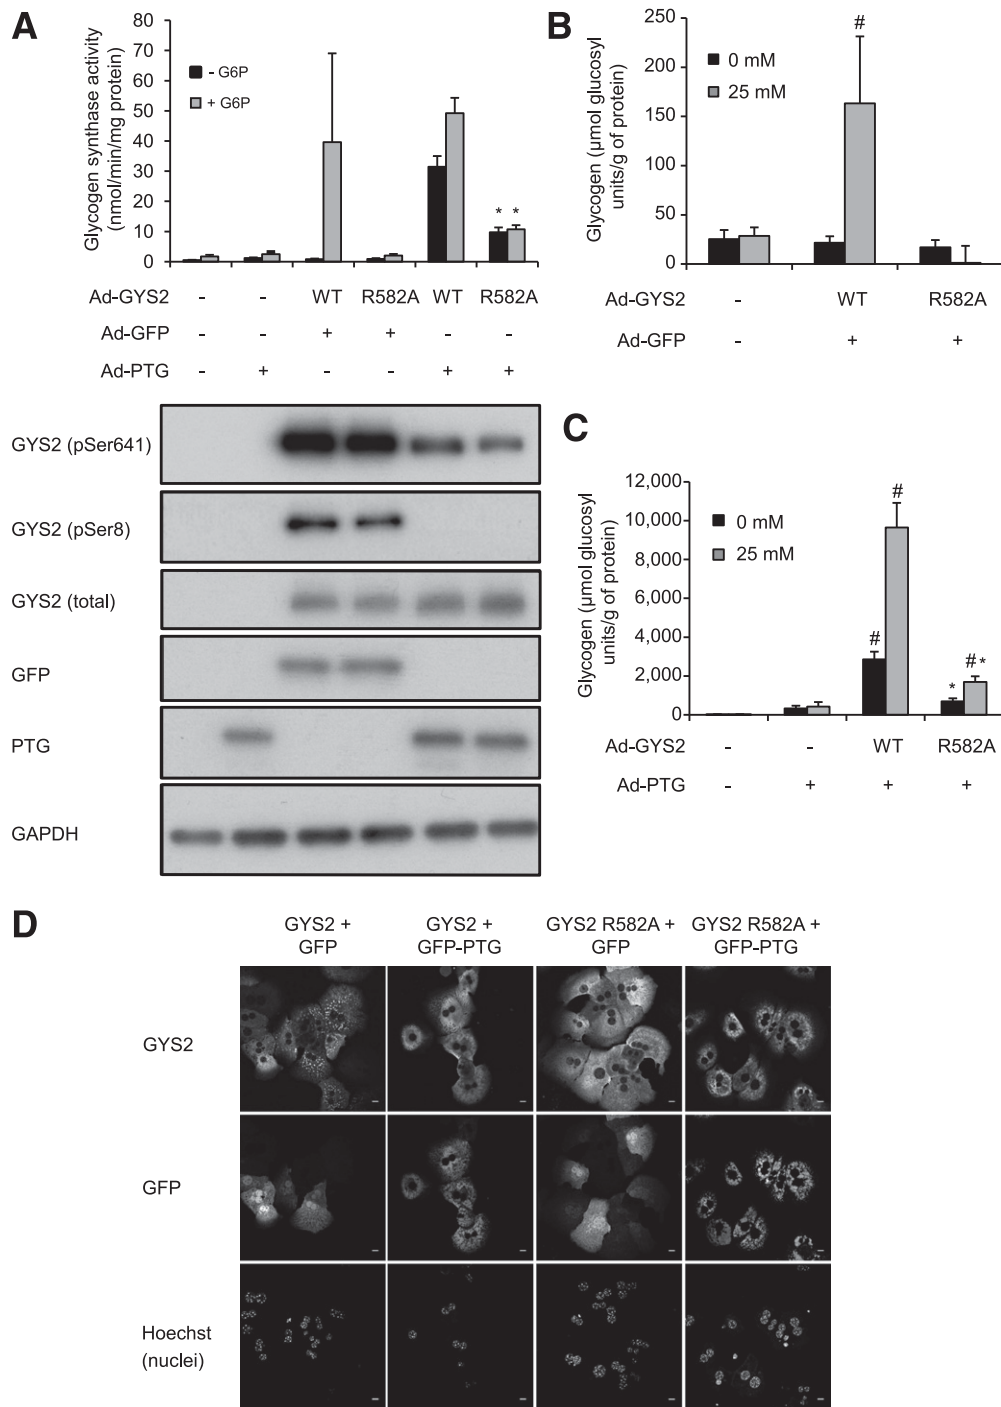 A
Glycogen synthase activity
(nmol/min/mg protein)
80
70
60
50
40
30
20
10
0
- G6P
+ G6P
* *
Ad-GYS2 - - WT R582A WT R582A
Ad-GFP - - + + - -
Ad-PTG - + - - + +
GYS2 (pSer641)
GYS2 (pSer8)
GYS2 (total)
GFP
PTG
GAPDH
B
Glycogen (µmol glucosyl
units/g of protein)
250
200
150
100
50
0
0 mM
25 mM
#
Ad-GYS2 - WT R582A
Ad-GFP - + +
C
Glycogen (µmol glucosyl
units/g of protein)
12,000
10,000
8,000
6,000
4,000
2,000
0
0 mM
25 mM
#
#
* #*
Ad-GYS2 - - WT R582A
Ad-PTG - + + +
D
GYS2 + GYS2 + GYS2 R582A + GYS2 R582A +
GFP GFP-PTG GFP GFP-PTG
GYS2
GFP
Hoechst
(nuclei)